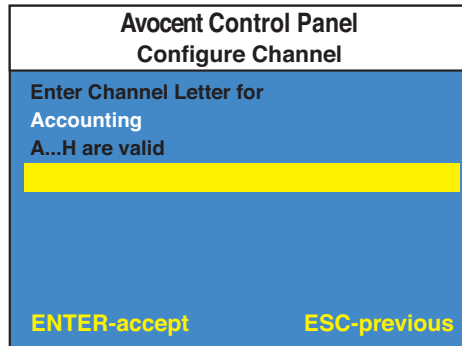 Avocent Control Panel
Configure Channel
Enter Channel Letter for
Accounting
A...H are valid
ENTER-accept ESC-previous